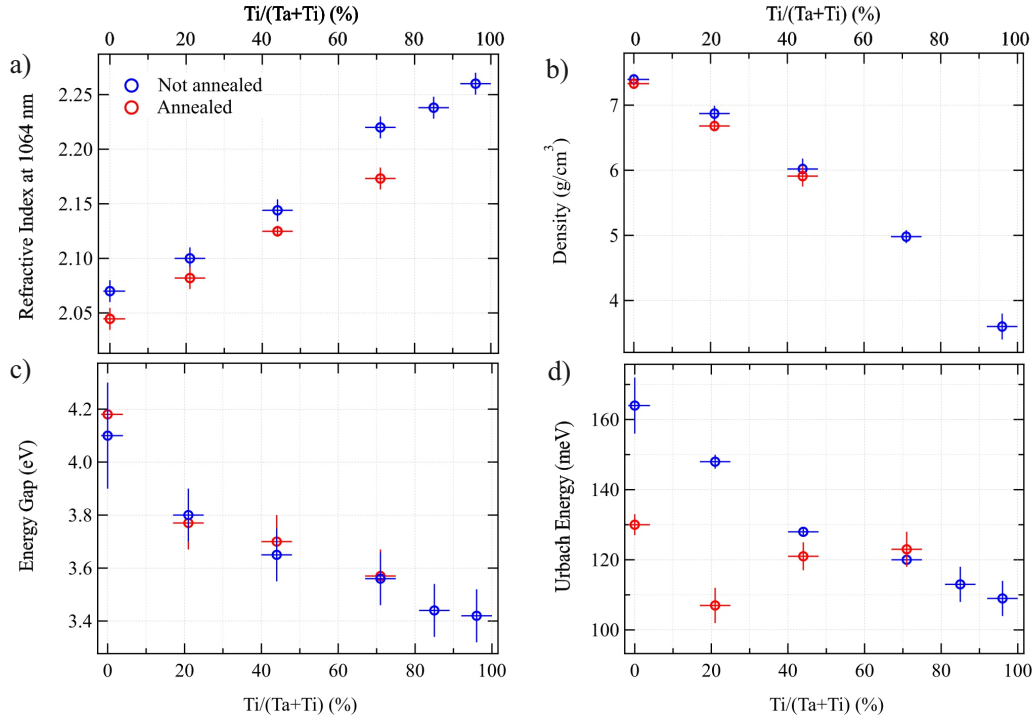 Ti/(Ta+Ti) (%)
0 20 40 60 80 100
a)
Not annealed
Annealed
2.25
2.20
2.15
2.10
2.05
Refractive Index at 1064 nm
Ti/(Ta+Ti) (%)
0 20 40 60 80 100
b)
7
6
5
4
Density (g/cm³)
c)
4.2
4.0
3.8
3.6
3.4
Energy Gap (eV)
0 20 40 60 80 100
Ti/(Ta+Ti) (%)
d)
160
140
120
100
Urbach Energy (meV)
0 20 40 60 80 100
Ti/(Ta+Ti) (%)